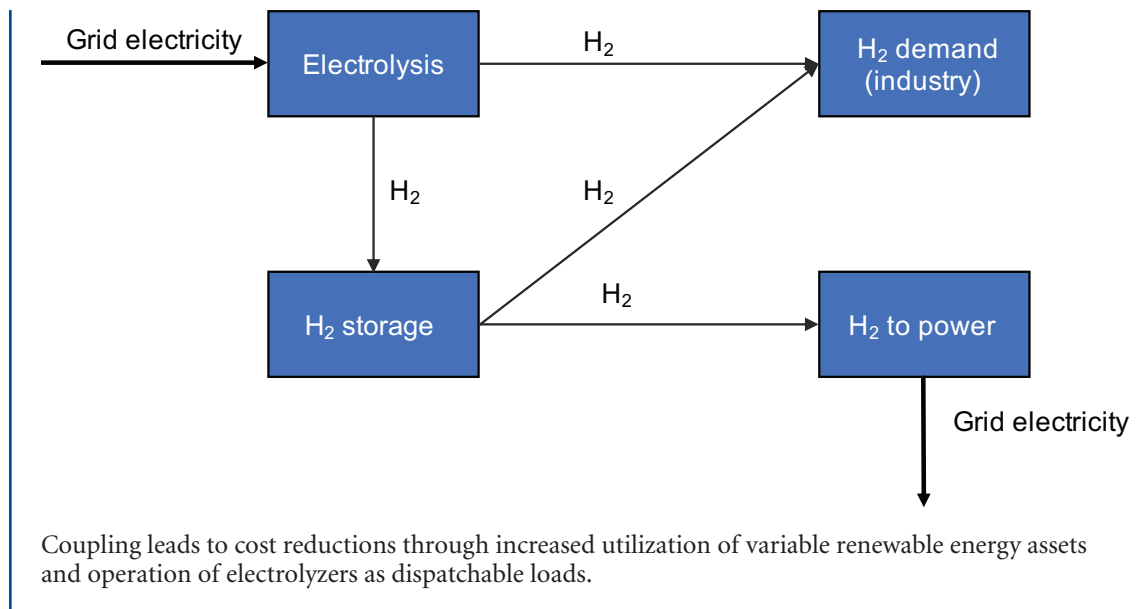 Grid electricity
Electrolysis
H₂
H₂ demand
(industry)
H₂
H₂
H₂ storage
H₂
H₂ to power
Grid electricity
Coupling leads to cost reductions through increased utilization of variable renewable energy assets
and operation of electrolyzers as dispatchable loads.